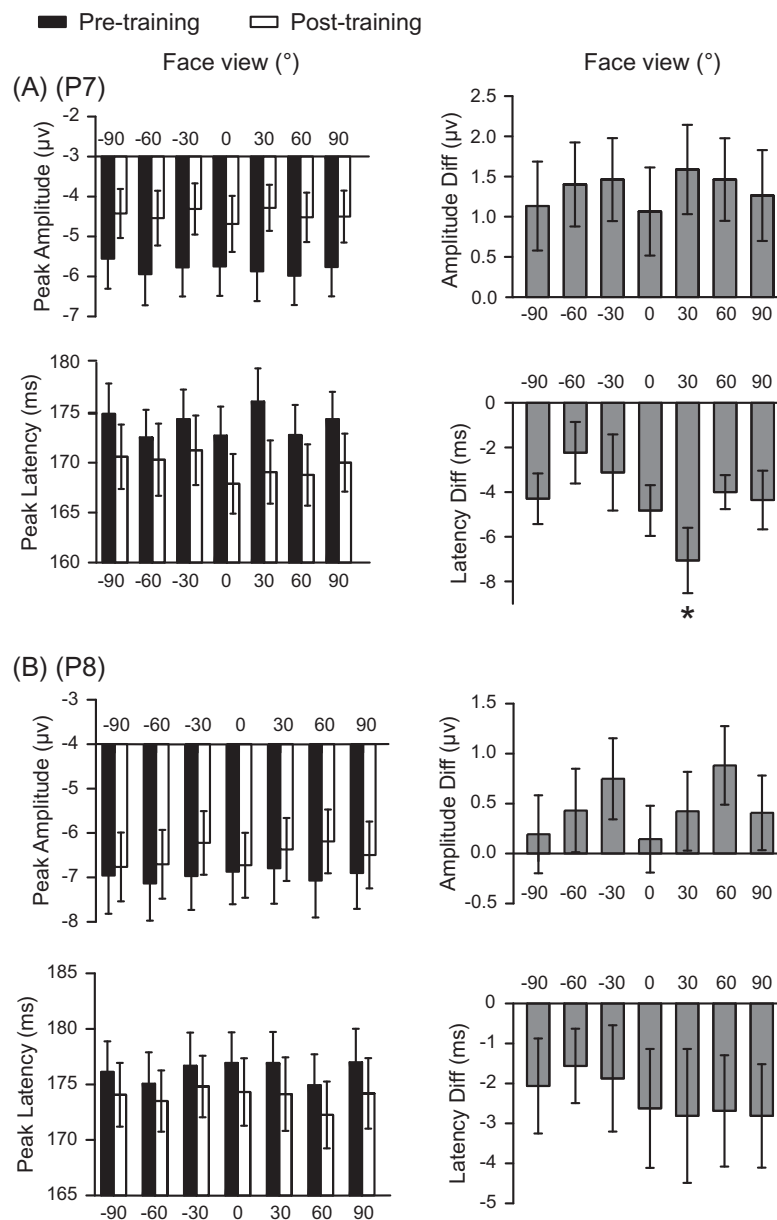 Pre-training Post-training
Face view (°) Face view (°)
(A) (P7)
Peak Amplitude (μv)
-2
-3
-4
-5
-6
-7
-90 -60 -30 0 30 60 90
Amplitude Diff (μv)
2.5
2.0
1.5
1.0
0.5
0.0
-90 -60 -30 0 30 60 90
Peak Latency (ms)
180
175
170
165
160
-90 -60 -30 0 30 60 90
Latency Diff (ms)
-90 -60 -30 0 30 60 90
0
-2
-4
-6
-8
*
(B) (P8)
Peak Amplitude (μv)
-3
-4
-5
-6
-7
-8
-90 -60 -30 0 30 60 90
Amplitude Diff (μv)
1.5
1.0
0.5
0.0
-0.5
-90 -60 -30 0 30 60 90
Peak Latency (ms)
185
180
175
170
165
-90 -60 -30 0 30 60 90
Latency Diff (ms)
-90 -60 -30 0 30 60 90
0
-1
-2
-3
-4
-5